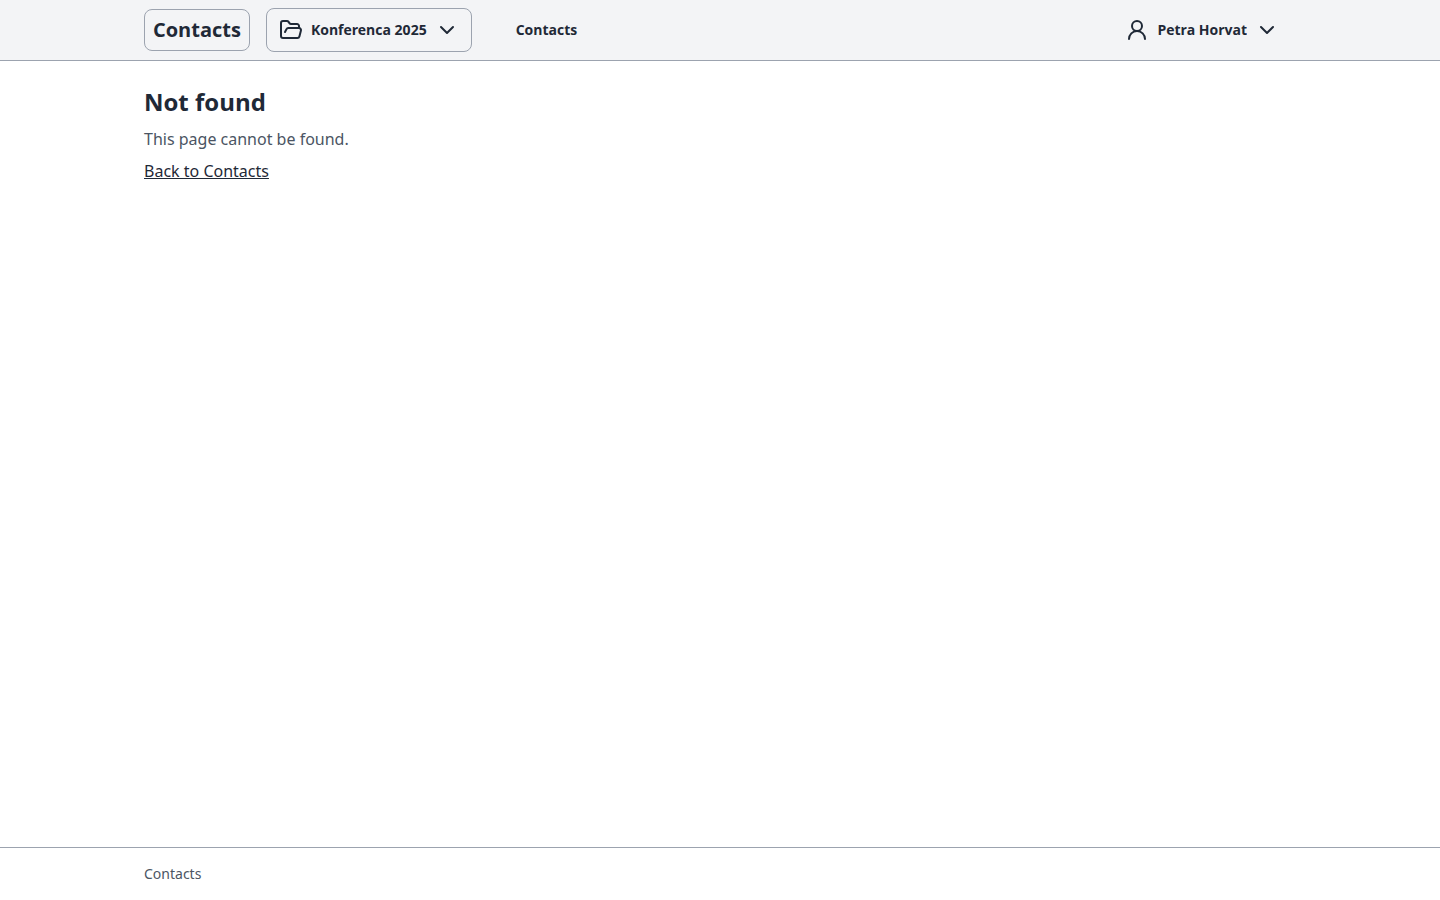 Contacts
Konferenca 2025
Contacts
Petra Horvat
Not found
This page cannot be found.
Back to Contacts
Contacts